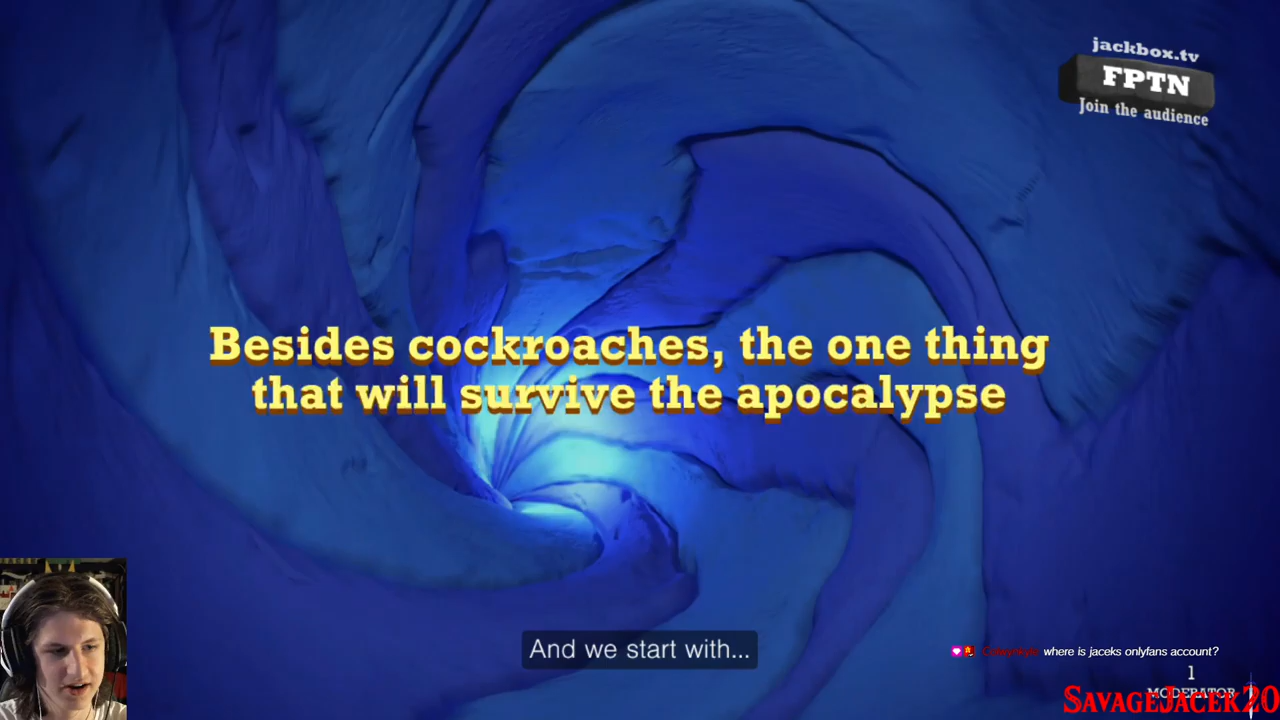 jackbox.tv
FPTN
Join the audience
Besides cockroaches, the one thing
that will survive the apocalypse
And we start with...
where is jaceks onlyfans account?
1
MODERATOR
SavageJacek20